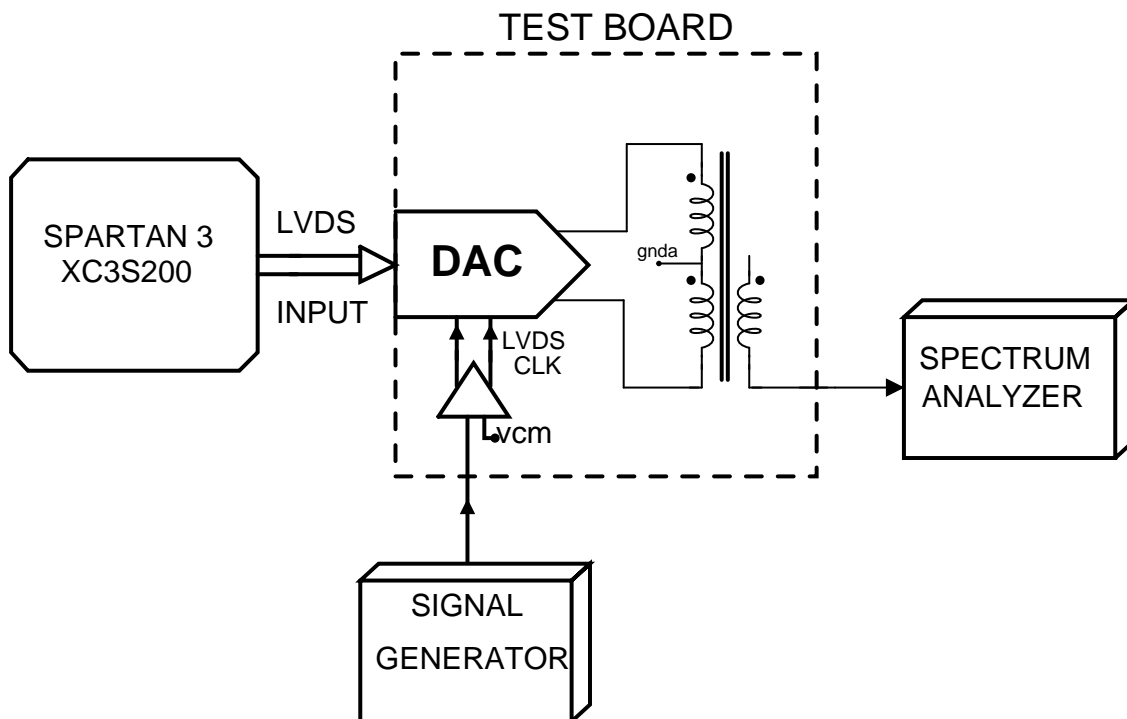 TEST BOARD
SPARTAN 3
XC3S200
LVDS
INPUT
DAC
gnda
LVDS
CLK
vcm
SPECTRUM
ANALYZER
SIGNAL
GENERATOR